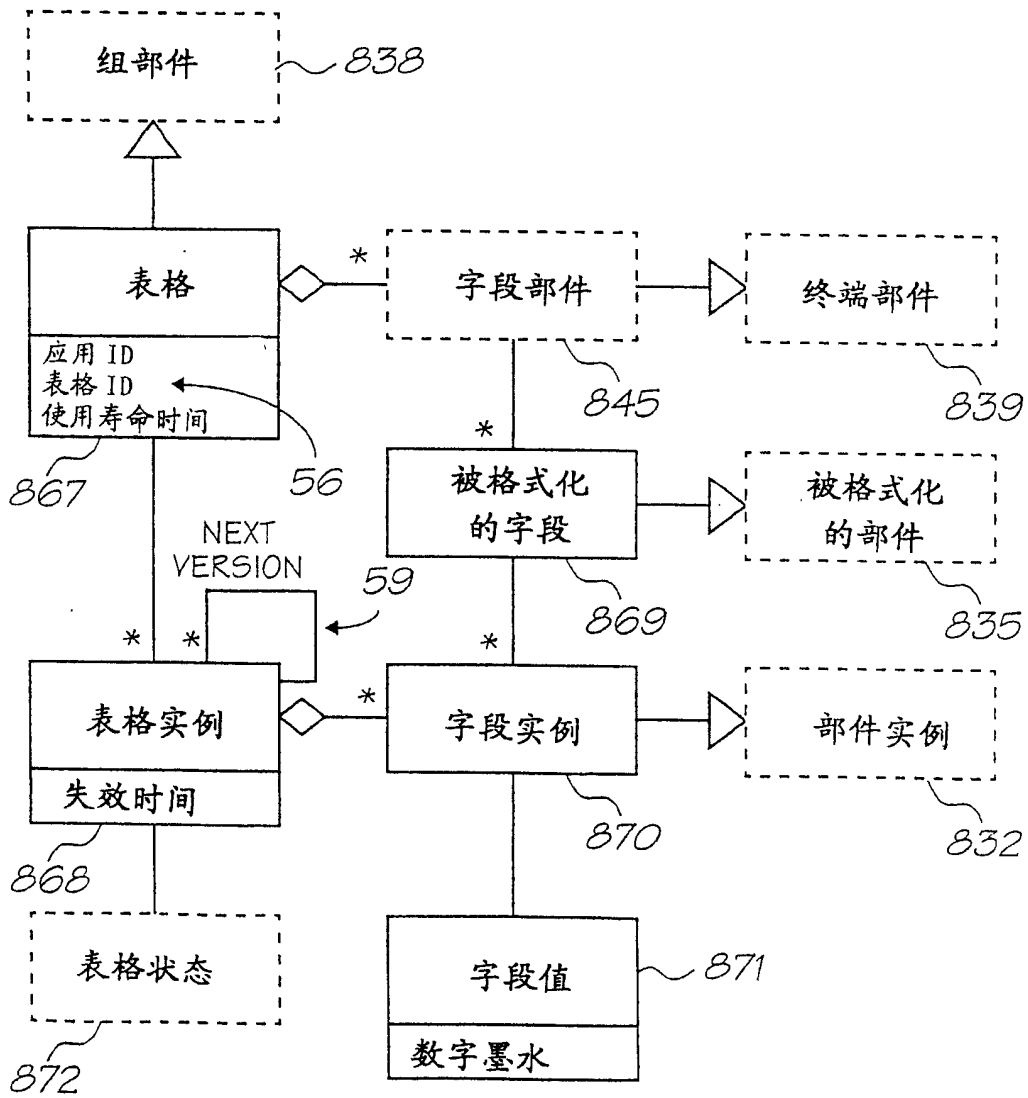 组部件
838
表格
*
字段部件
终端部件
应用ID
表格ID
使用寿命时间
845
839
867
56
*
被格式化
的字段
被格式化
的部件
NEXT
VERSION
59
869
835
*
*
*
表格实例
*
字段实例
部件实例
失效时间
868
870
832
表格状态
字段值
871
872
数字墨水